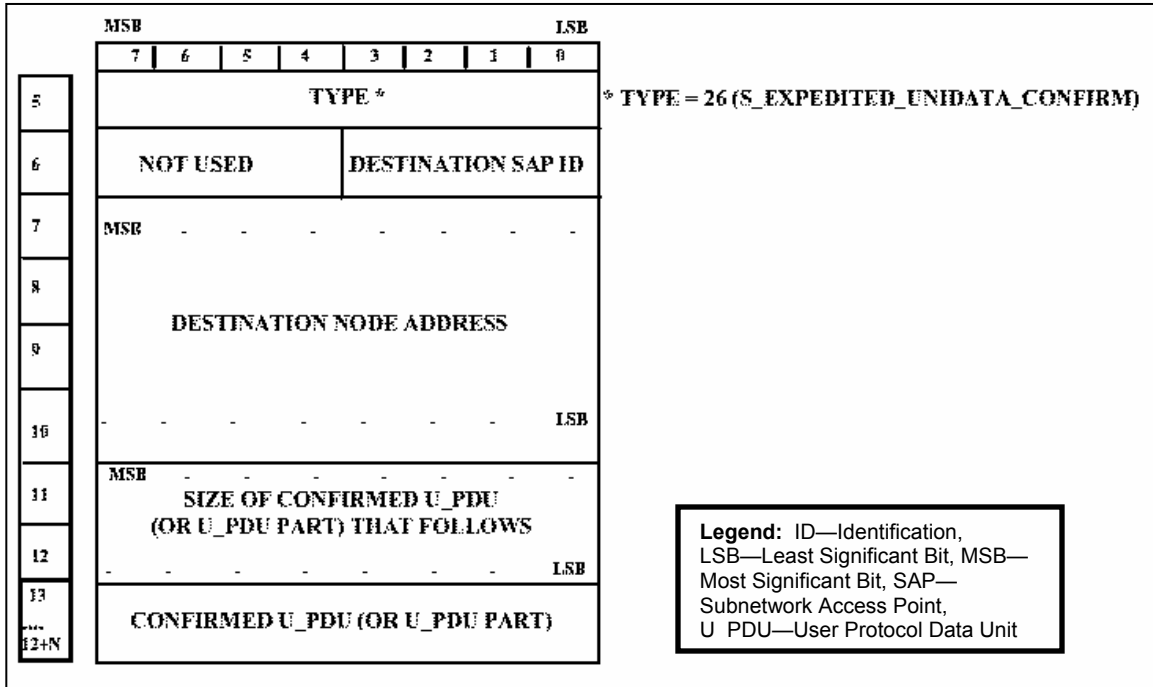 MSB LSB
7 6 5 4 3 2 1 0
5 TYPE * * TYPE = 26 (S_EXPEDITED_UNIDATA_CONFIRM)
6 NOT USED DESTINATION SAP ID
7 MSB - - - - - - -
8
DESTINATION NODE ADDRESS
9
10 - - - - - - - LSB
MSB - - - - - - -
11 SIZE OF CONFIRMED U_PDU
(OR U_PDU PART) THAT FOLLOWS
12 - - - - - - - LSB
13
...
12+N
CONFIRMED U_PDU (OR U_PDU PART)
Legend: ID—Identification,
LSB—Least Significant Bit, MSB—
Most Significant Bit, SAP—
Subnetwork Access Point,
U PDU—User Protocol Data Unit